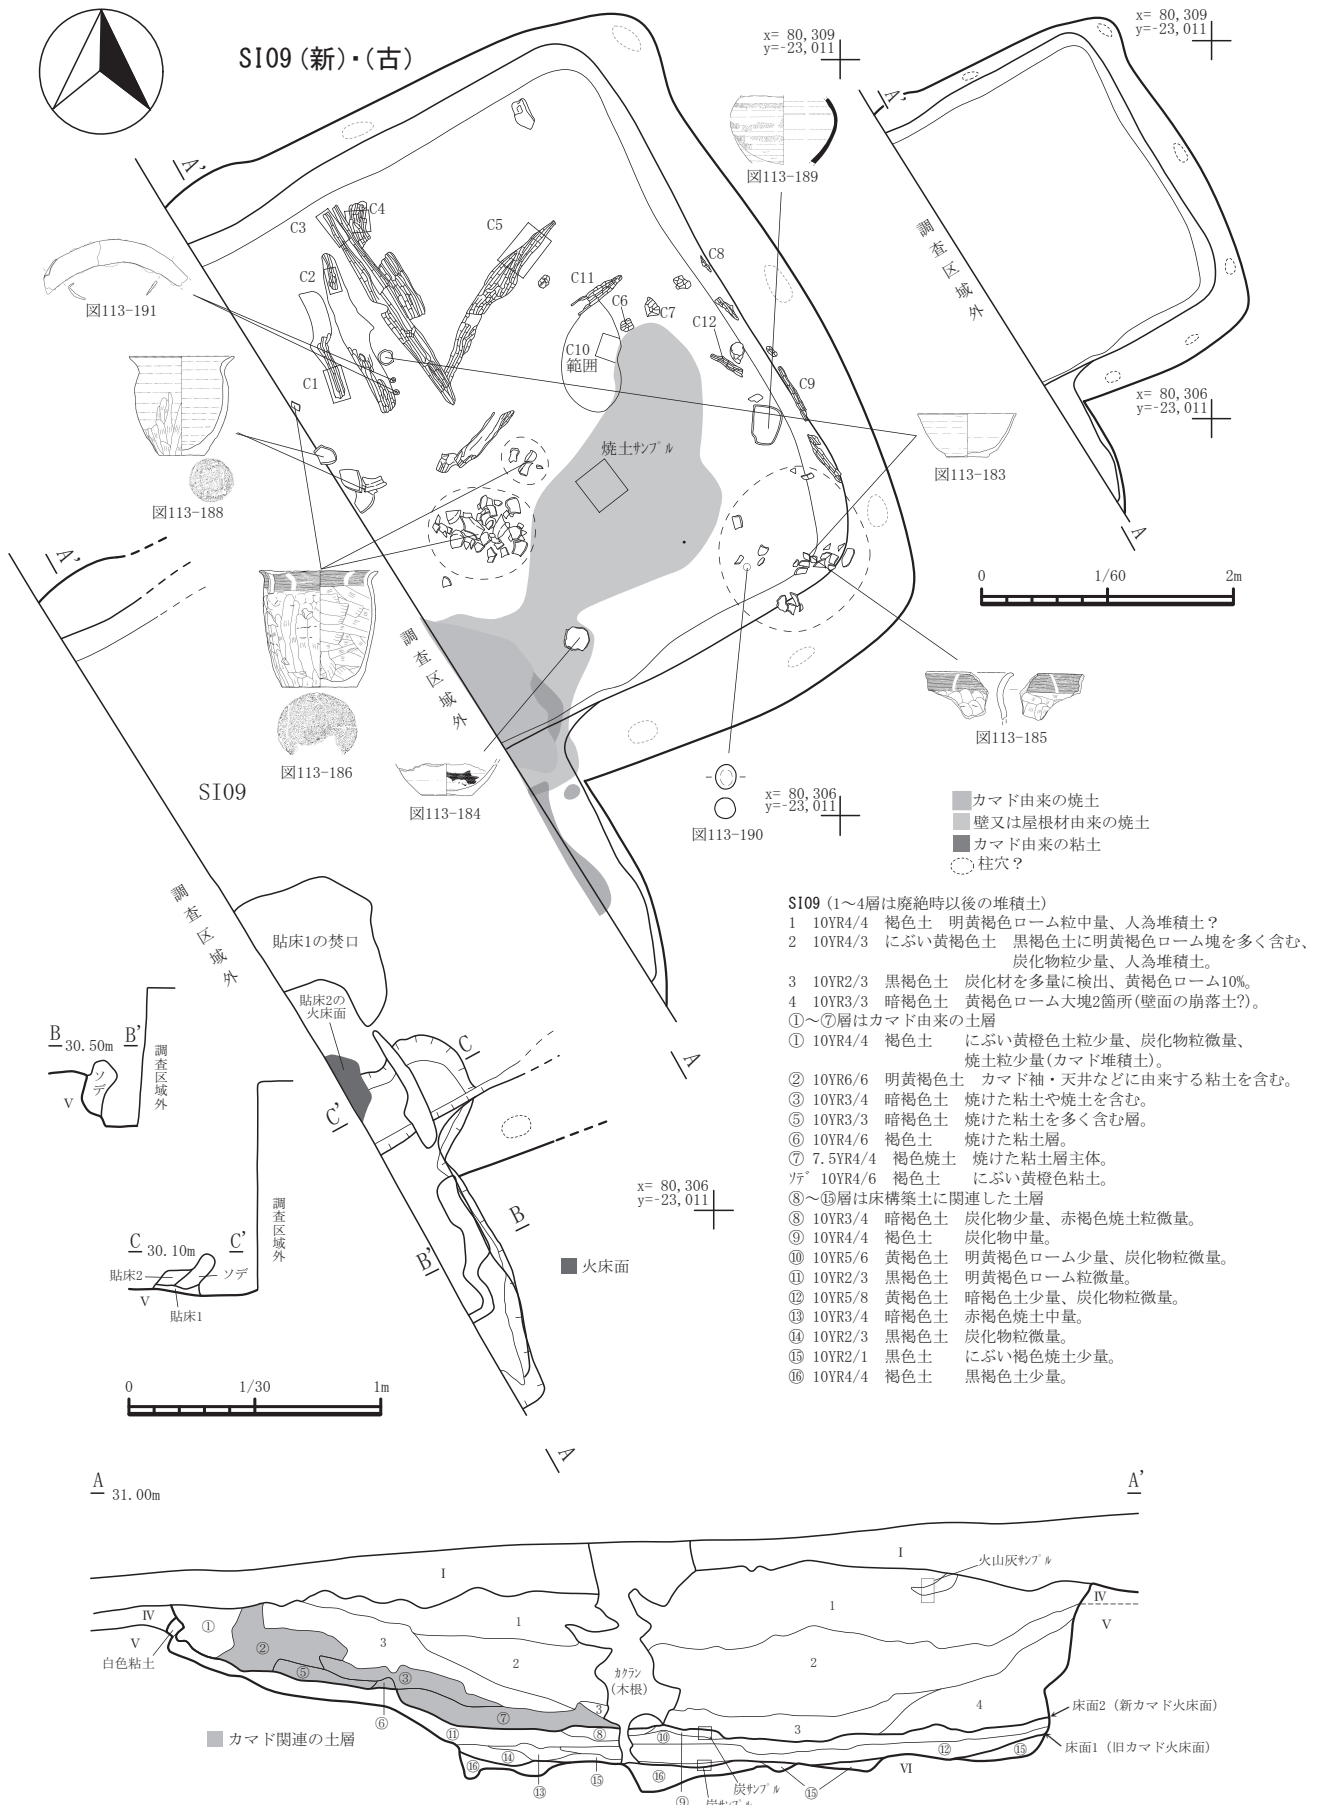 SI09 (新)・(古)
x= 80,309
y=-23,011
x= 80,309
y=-23,011
A'
A'
図113-189
調査区域外
C3
C4
C5
C8
C2
C11
C6
C7
C12
C10
範囲
C1
C9
図113-191
x= 80,306
y=-23,011
焼土ｻﾝﾌﾟﾙ
図113-183
図113-188
A
A'
0
1/60
2m
調査区域外
図113-185
図113-186
図113-184
図113-190
x= 80,306
y=-23,011
SI09
カマド由来の焼土
壁又は屋根材由来の焼土
カマド由来の粘土
柱穴？
調査区域外
貼床1の焚口
貼床2の
火床面
SI09 (1～4層は廃絶時以後の堆積土)
1 10YR4/4 褐色土 明黄褐色ローム粒中量、人為堆積土？
2 10YR4/3 にぶい黄褐色土 黒褐色土に明黄褐色ローム塊を多く含む、
炭化物粒少量、人為堆積土。
3 10YR2/3 黒褐色土 炭化材を多量に検出、黄褐色ローム10%。
4 10YR3/3 暗褐色土 黄褐色ローム大塊2箇所(壁面の崩落土?)。
①～⑦層はカマド由来の土層
① 10YR4/4 褐色土 にぶい黄橙色土粒少量、炭化物粒微量、
焼土粒少量(カマド堆積土)。
② 10YR6/6 明黄褐色土 カマド袖・天井などに由来する粘土を含む。
③ 10YR3/4 暗褐色土 焼けた粘土や焼土を含む。
⑤ 10YR3/3 暗褐色土 焼けた粘土を多く含む層。
⑥ 10YR4/6 褐色土 焼けた粘土層。
⑦ 7.5YR4/4 褐色焼土 焼けた粘土層主体。
ｿﾃﾞ 10YR4/6 褐色土 にぶい黄橙色粘土。
⑧～⑮層は床構築土に関連した土層
⑧ 10YR3/4 暗褐色土 炭化物少量、赤褐色焼土粒微量。
⑨ 10YR4/4 褐色土 炭化物中量。
⑩ 10YR5/6 黄褐色土 明黄褐色ローム少量、炭化物粒微量。
⑪ 10YR2/3 黒褐色土 明黄褐色ローム粒微量。
⑫ 10YR5/8 黄褐色土 暗褐色土少量、炭化物粒微量。
⑬ 10YR3/4 暗褐色土 赤褐色焼土中量。
⑭ 10YR2/3 黒褐色土 炭化物粒微量。
⑮ 10YR2/1 黒色土 にぶい褐色焼土少量。
⑯ 10YR4/4 褐色土 黒褐色土少量。
B 30.50m B'
ソデ
V
調査区域外
C
C'
A
C 30.10m C'
貼床2
ソデ
V
貼床1
調査区域外
x= 80,306
y=-23,011
B
B'
火床面
0
1/30
1m
A
A 31.00m
A'
I
I
火山灰ｻﾝﾌﾟﾙ
IV
①
②
V
白色粘土
3
1
2
1
2
IV
V
⑤
③
⑥
⑦
3
ｶｸﾗﾝ
(木根)
3
4
床面2 (新カマド火床面)
床面1 (旧カマド火床面)
カマド関連の土層
⑪
⑧
⑩
⑫
⑮
⑯
⑭
⑬
⑮
⑯
⑨
炭ｻﾝﾌﾟﾙ
炭ｻﾝﾌﾟﾙ
⑮
VI